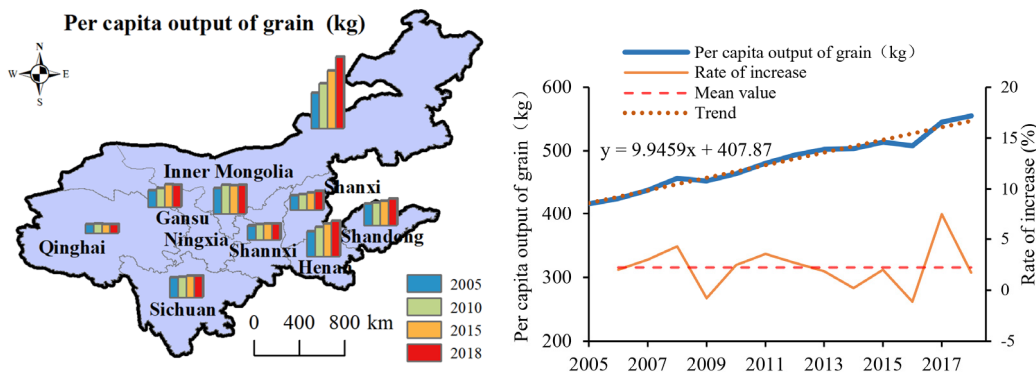 Per capita output of grain (kg)
N
W E
S
Inner Mongolia
Shanxi
Gansu
Qinghai
Ningxia
Shannxi
Shandong
Henan
Sichuan
0 400 800 km
2005
2010
2015
2018
Per capita output of grain（kg）
Rate of increase
Mean value
Trend
y = 9.9459x + 407.87
Per capita output of grain（kg）
600
500
400
300
200
2005 2007 2009 2011 2013 2015 2017
20
15
10
5
0
-5
Rate of increase (%)